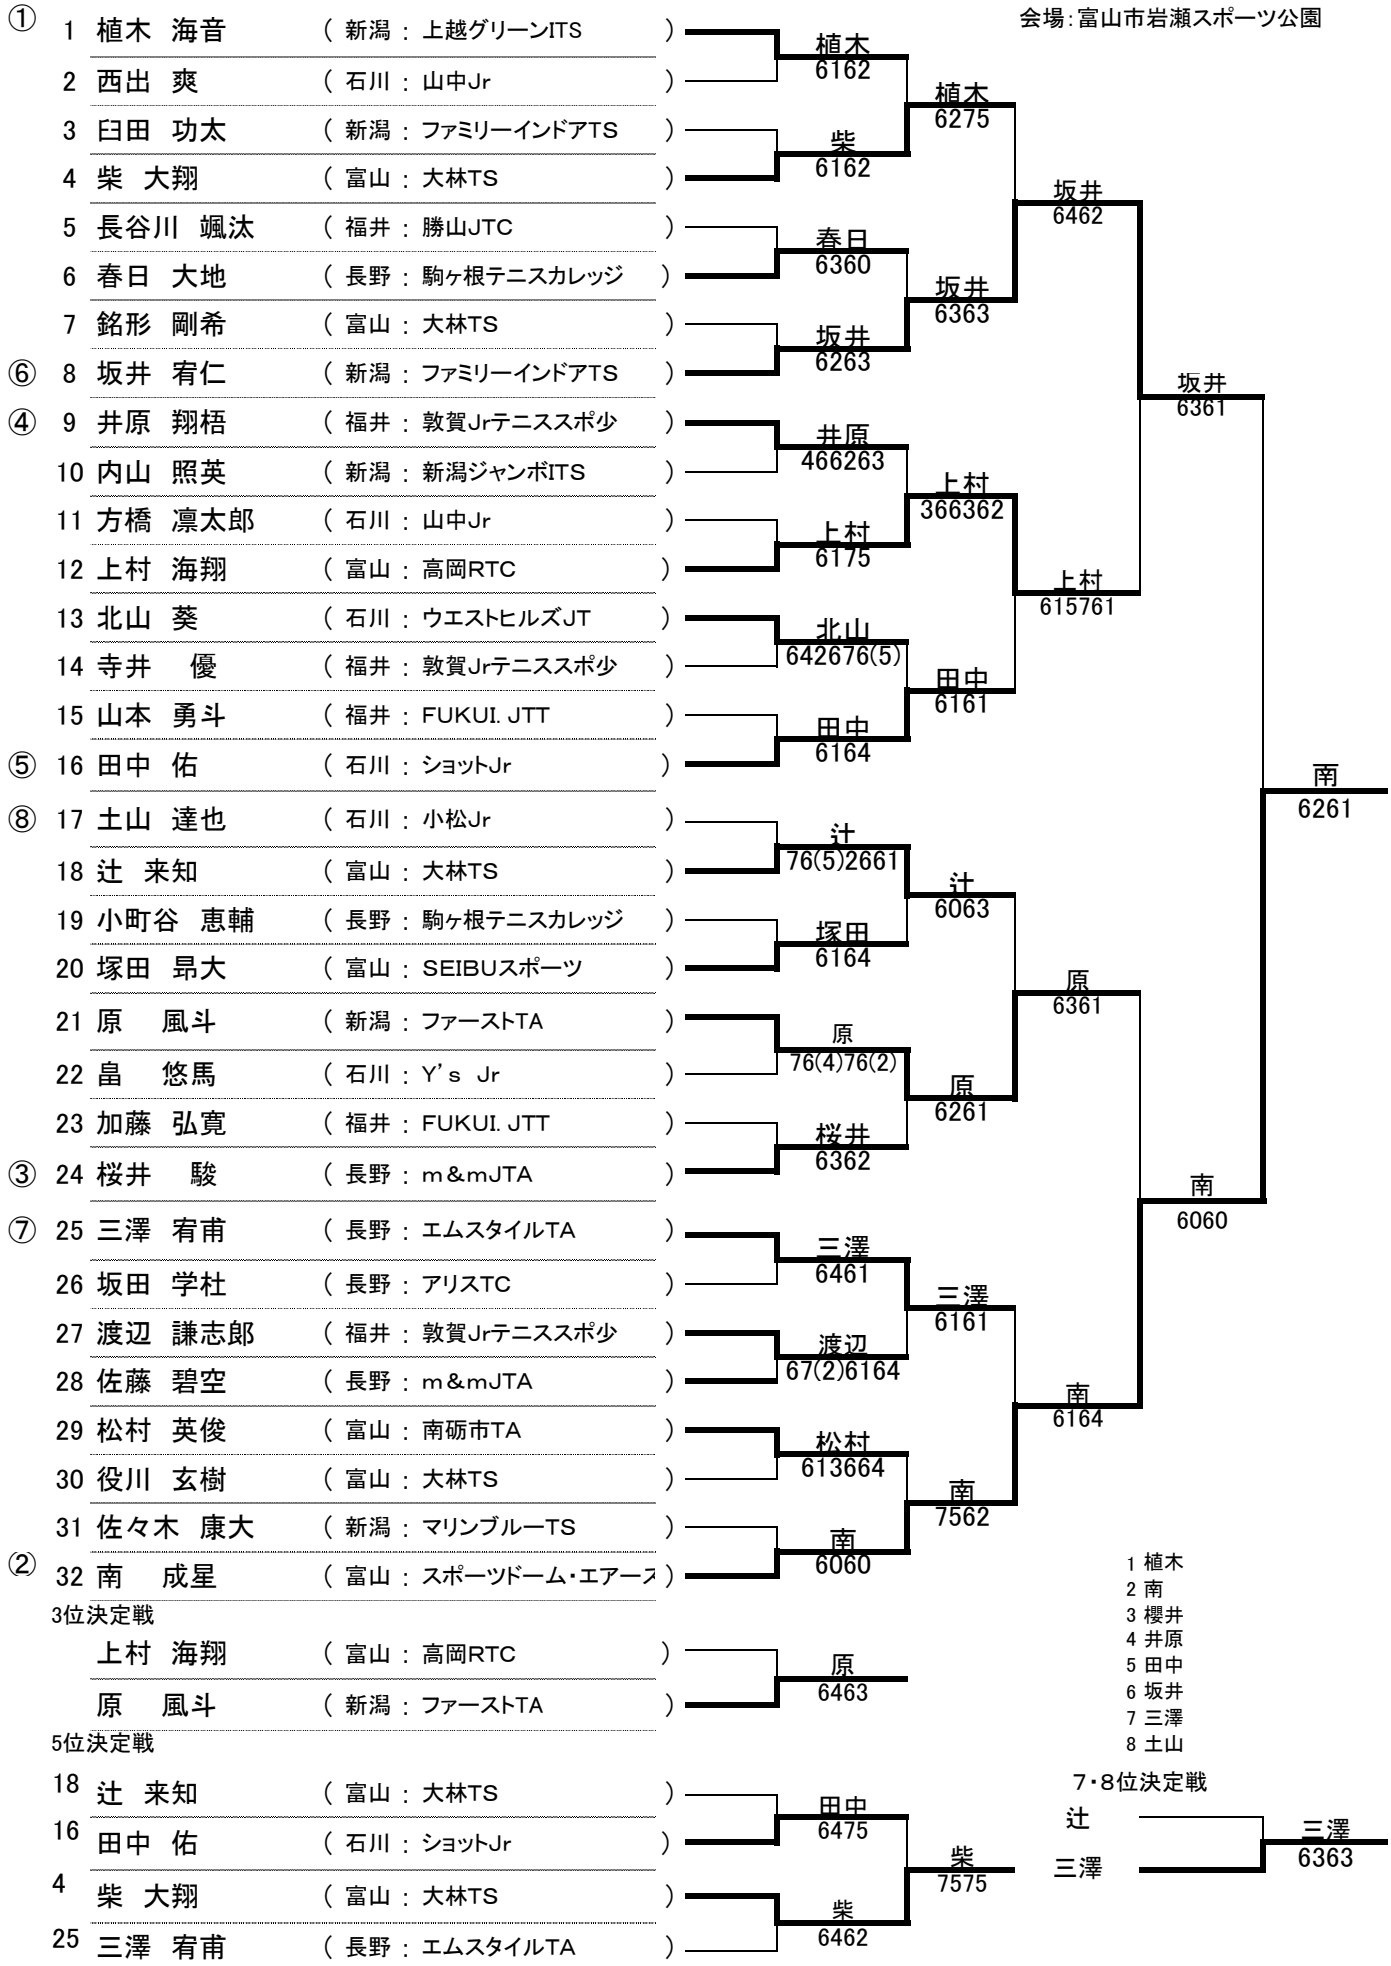 会場：富山市岩瀬スポーツ公園
① 1 植木 海音 （ 新潟 ： 上越グリーンITS ）
植木
6162
2 西出 爽 （ 石川 ： 山中Jr ）
植木
6275
3 臼田 功太 （ 新潟 ： ファミリーインドアTS ）
柴
6162
4 柴 大翔 （ 富山 ： 大林TS ）
坂井
6462
5 長谷川 颯汰 （ 福井 ： 勝山JTC ）
春日
6360
6 春日 大地 （ 長野 ： 駒ヶ根テニスカレッジ ）
坂井
6363
7 銘形 剛希 （ 富山 ： 大林TS ）
坂井
6263
⑥ 8 坂井 宥仁 （ 新潟 ： ファミリーインドアTS ）
坂井
6361
④ 9 井原 翔梧 （ 福井 ： 敦賀Jrテニススポ少 ）
井原
466263
10 内山 照英 （ 新潟 ： 新潟ジャンボITS ）
上村
366362
11 方橋 凛太郎 （ 石川 ： 山中Jr ）
上村
6175
12 上村 海翔 （ 富山 ： 高岡RTC ）
上村
615761
13 北山 葵 （ 石川 ： ウエストヒルズJT ）
北山
642676(5)
14 寺井 優 （ 福井 ： 敦賀Jrテニススポ少 ）
田中
6161
15 山本 勇斗 （ 福井 ： FUKUI．JTT ）
田中
6164
⑤ 16 田中 佑 （ 石川 ： ショットJr ）
南
6261
⑧ 17 土山 達也 （ 石川 ： 小松Jr ）
辻
76(5)2661
18 辻 来知 （ 富山 ： 大林TS ）
辻
6063
19 小町谷 恵輔 （ 長野 ： 駒ヶ根テニスカレッジ ）
塚田
6164
20 塚田 昂大 （ 富山 ： SEIBUスポーツ ）
原
6361
21 原 風斗 （ 新潟 ： ファーストTA ）
原
76(4)76(2)
22 畠 悠馬 （ 石川 ： Y’s Jr ）
原
6261
23 加藤 弘寛 （ 福井 ： FUKUI．JTT ）
桜井
6362
③ 24 桜井 駿 （ 長野 ： m＆mJTA ）
南
6060
⑦ 25 三澤 宥甫 （ 長野 ： エムスタイルTA ）
三澤
6461
26 坂田 学杜 （ 長野 ： アリスTC ）
三澤
6161
27 渡辺 謙志郎 （ 福井 ： 敦賀Jrテニススポ少 ）
渡辺
67(2)6164
28 佐藤 碧空 （ 長野 ： m＆mJTA ）
南
6164
29 松村 英俊 （ 富山 ： 南砺市TA ）
松村
613664
30 役川 玄樹 （ 富山 ： 大林TS ）
南
7562
31 佐々木 康大 （ 新潟 ： マリンブルーTS ）
南
6060
② 32 南 成星 （ 富山 ： スポーツドーム・エアース ）
1 植木
2 南
3 櫻井
4 井原
5 田中
6 坂井
7 三澤
8 土山
3位決定戦
上村 海翔 （ 富山 ： 高岡RTC ）
原
6463
原 風斗 （ 新潟 ： ファーストTA ）
5位決定戦
18 辻 来知 （ 富山 ： 大林TS ）
田中
6475
16 田中 佑 （ 石川 ： ショットJr ）
柴
7575
4 柴 大翔 （ 富山 ： 大林TS ）
柴
6462
25 三澤 宥甫 （ 長野 ： エムスタイルTA ）
7・8位決定戦
辻
三澤
6363
三澤